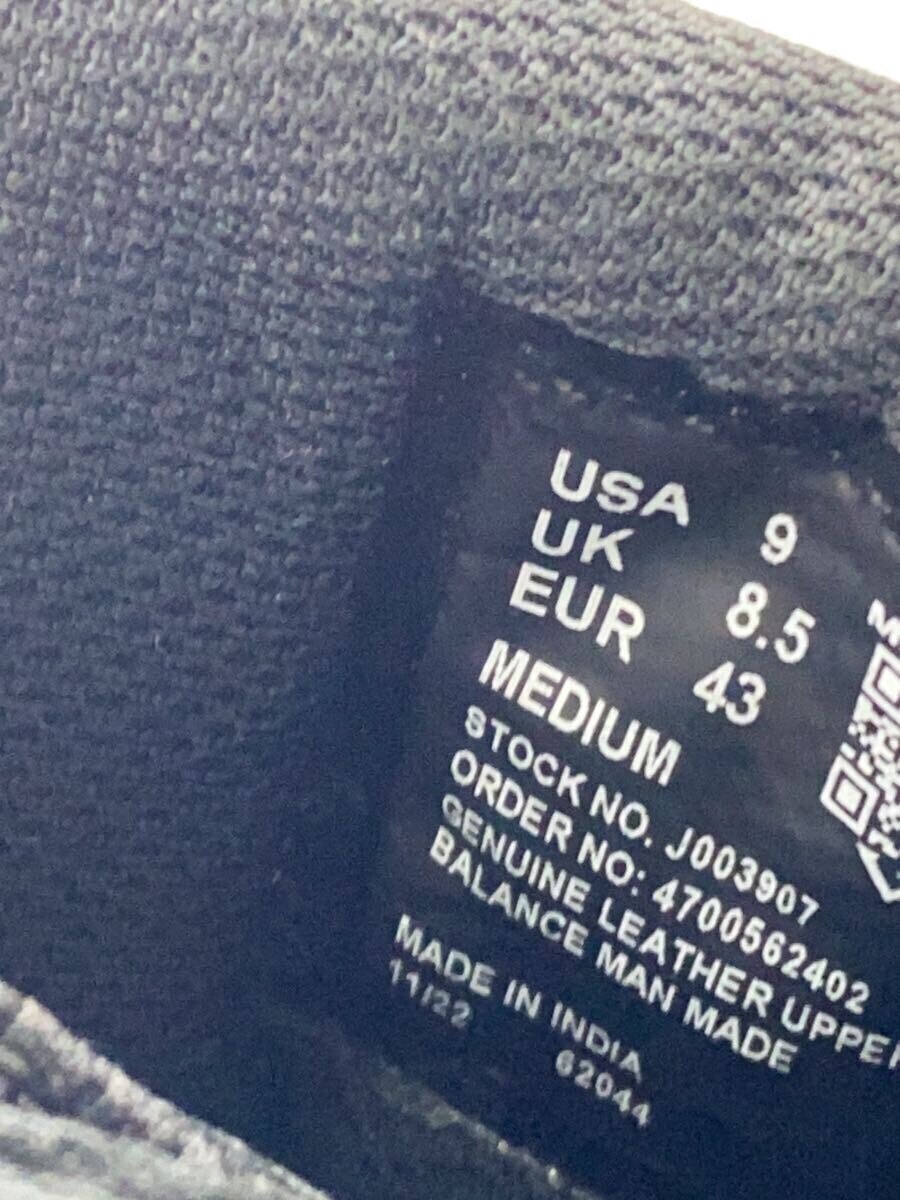 USA 9
UK 8.5
EUR 43
MEDIUM
STOCK NO. J003907
ORDER NO: 4700562402
GENUINE LEATHER UPPER
BALANCE MAN MADE
MADE IN INDIA
11/22 62044